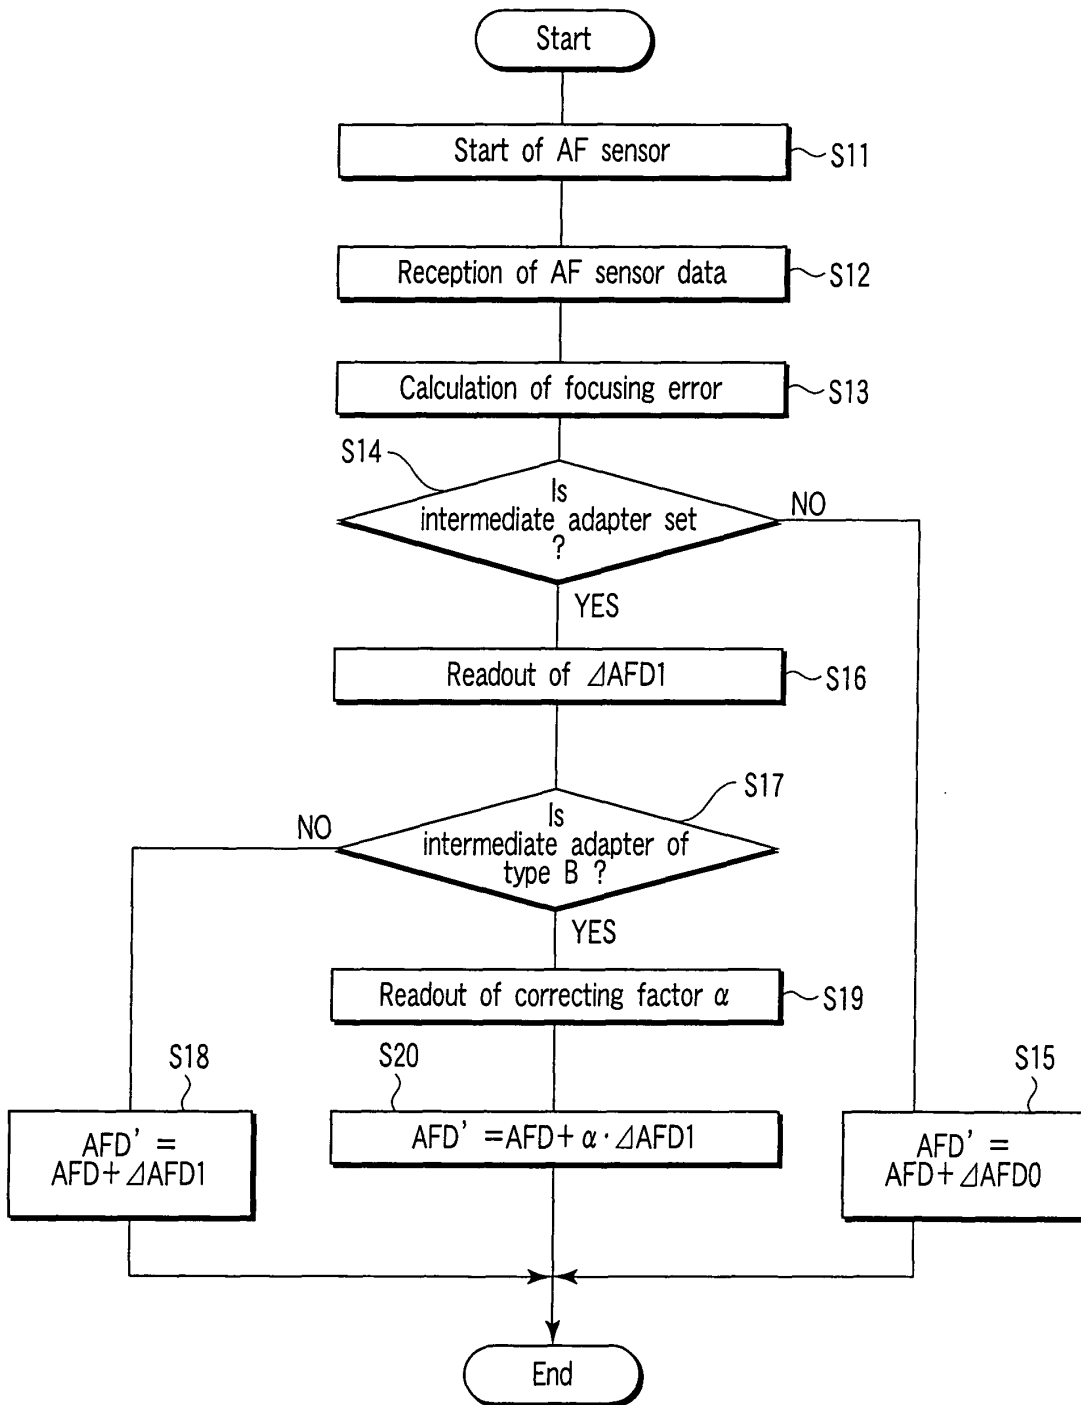 Start
Start of AF sensor
S11
Reception of AF sensor data
S12
Calculation of focusing error
S13
S14
Is
intermediate adapter set
?
NO
YES
Readout of ⊿AFD1
S16
S17
Is
intermediate adapter of
type B ?
NO
YES
Readout of correcting factor α
S19
S18
AFD' =
AFD+⊿AFD1
S20
AFD' =AFD+α·⊿AFD1
S15
AFD' =
AFD+⊿AFD0
End